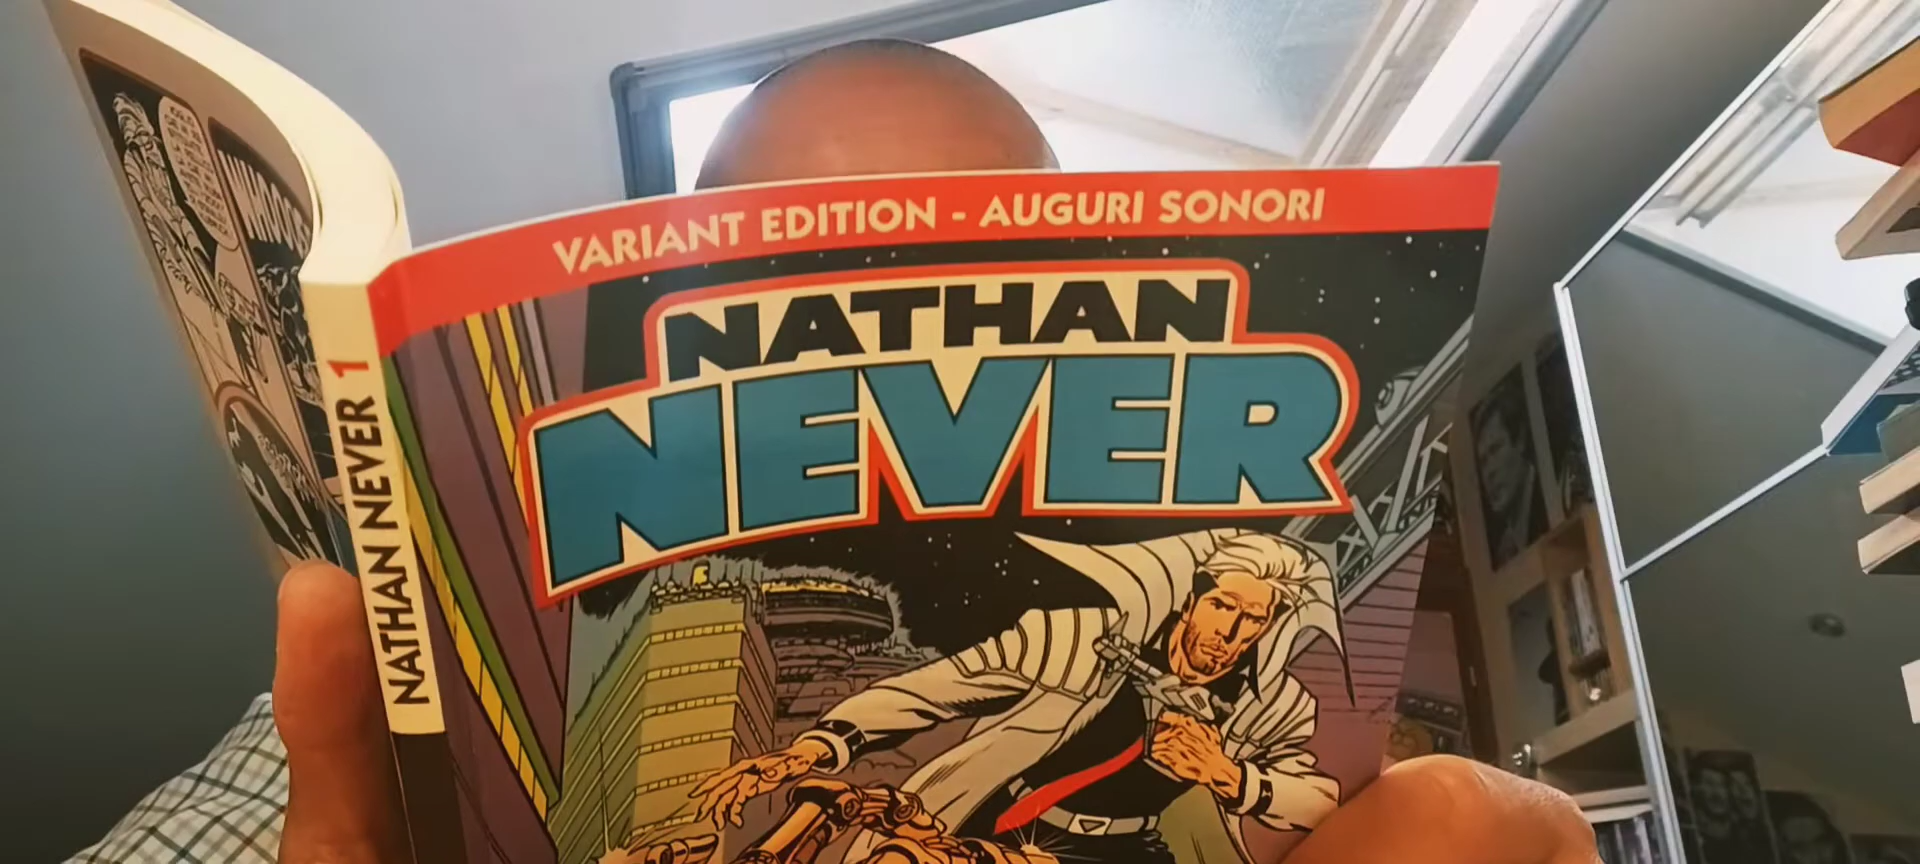 VARIANT EDITION - AUGURI SONORI
NATHAN
NEVER
NATHAN NEVER 1